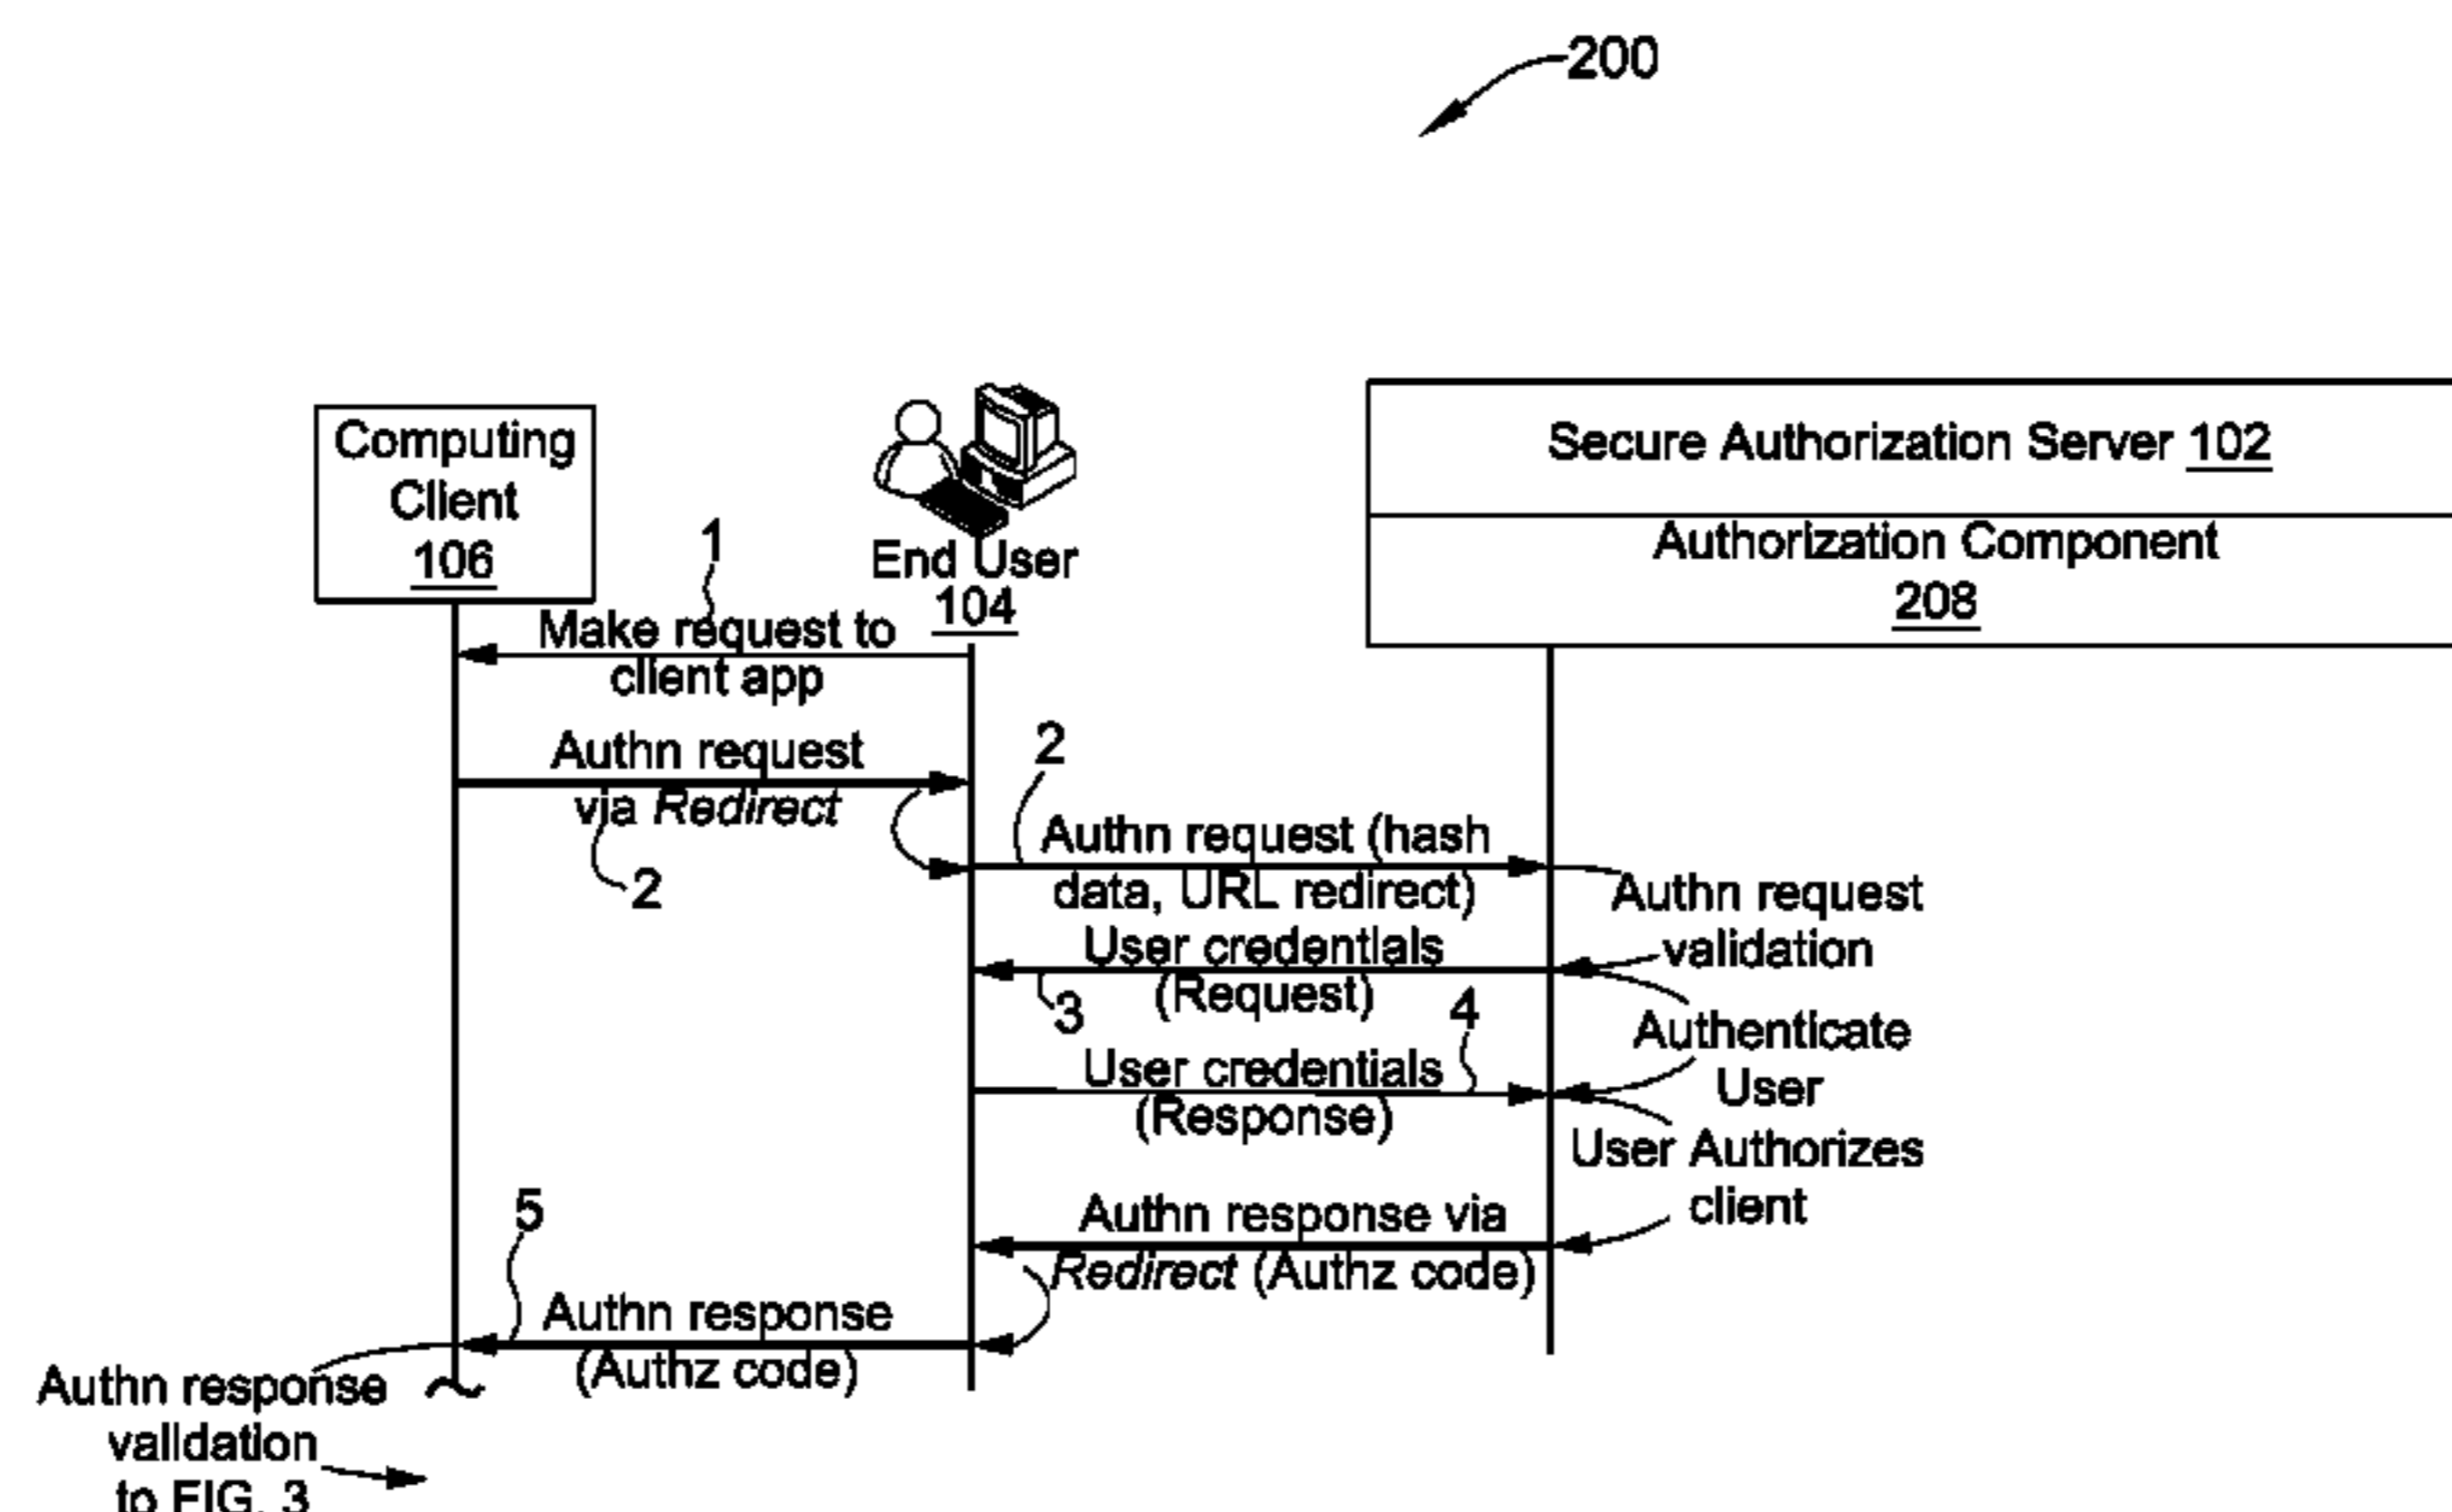 200
Computing
Client
106
End User
104
Secure Authorization Server 102
Authorization Component
208
1
Make request to
client app
Authn request
via Redirect
2
2
Authn request (hash
data, URL redirect)
Authn request
validation
User credentials
(Request)
3
Authenticate
User
4
User credentials
(Response)
User Authorizes
client
Authn response via
Redirect (Authz code)
5
Authn response
(Authz code)
Authn response
validation
to FIG. 3